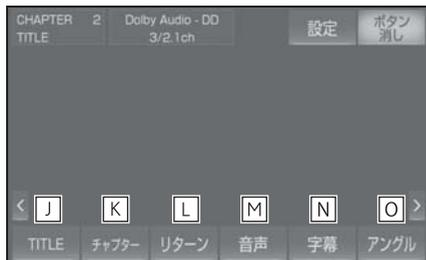 CHAPTER 2 Dolby Audio - DD 設定 ボタン
TITLE 3/2.1ch 消し
< J K L M N O >
TITLE チャプター リターン 音声 字幕 アングル